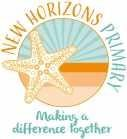 NEW HORIZONS PRIMARY
Making a
difference together